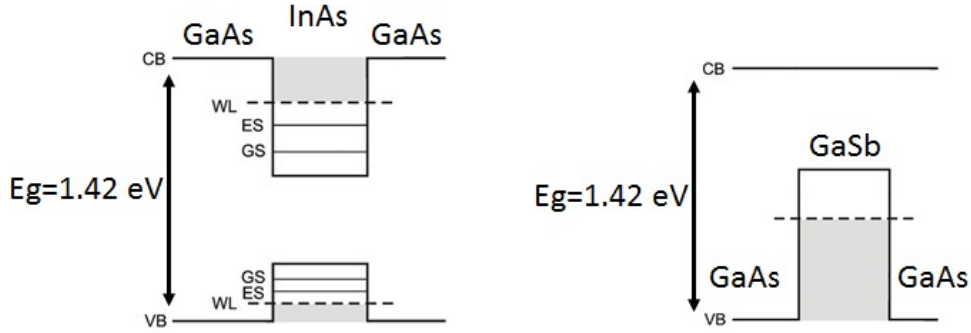 InAs
GaAs
GaAs
CB
WL
ES
GS
Eg=1.42 eV
GS
ES
WL
VB
CB
GaSb
Eg=1.42 eV
GaAs
GaAs
VB